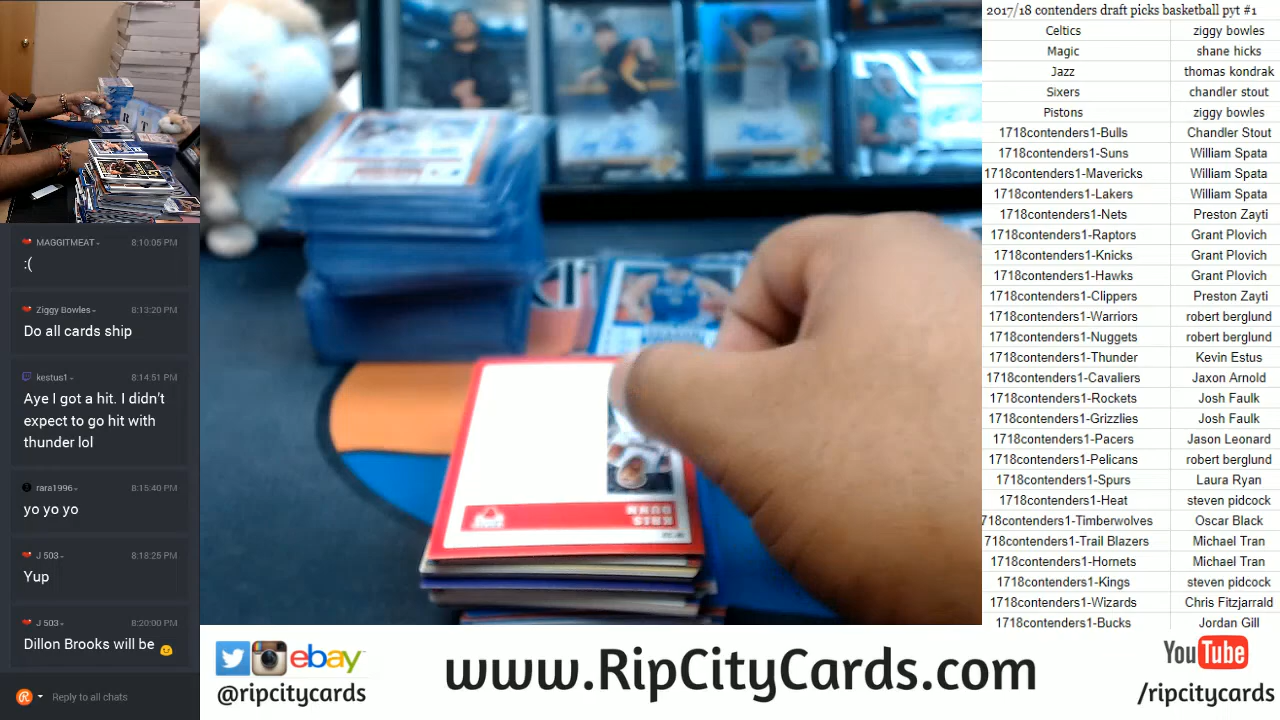 MAGGITMEAT 8:10:05 PM
:(
Ziggy Bowles 8:13:20 PM
Do all cards ship
kestus1 8:14:51 PM
Aye I got a hit. I didn't
expect to go hit with
thunder lol
rara1996 8:15:40 PM
yo yo yo
J 503 8:18:25 PM
Yup
J 503 8:20:00 PM
Dillon Brooks will be
Reply to all chats
KRIS
DUNN
ebay
@ripcitycards
www.RipCityCards.com
YouTube
/ripcitycards
2017/18 contenders draft picks basketball pyt #1
Celtics ziggy bowles
Magic shane hicks
Jazz thomas kondrak
Sixers chandler stout
Pistons ziggy bowles
1718contenders1-Bulls Chandler Stout
1718contenders1-Suns William Spata
1718contenders1-Mavericks William Spata
1718contenders1-Lakers William Spata
1718contenders1-Nets Preston Zayti
1718contenders1-Raptors Grant Plovich
1718contenders1-Knicks Grant Plovich
1718contenders1-Hawks Grant Plovich
1718contenders1-Clippers Preston Zayti
1718contenders1-Warriors robert berglund
1718contenders1-Nuggets robert berglund
1718contenders1-Thunder Kevin Estus
1718contenders1-Cavaliers Jaxon Arnold
1718contenders1-Rockets Josh Faulk
1718contenders1-Grizzlies Josh Faulk
1718contenders1-Pacers Jason Leonard
1718contenders1-Pelicans robert berglund
1718contenders1-Spurs Laura Ryan
1718contenders1-Heat steven pidcock
718contenders1-Timberwolves Oscar Black
718contenders1-Trail Blazers Michael Tran
1718contenders1-Hornets Michael Tran
1718contenders1-Kings steven pidcock
1718contenders1-Wizards Chris Fitzjarrald
1718contenders1-Bucks Jordan Gill